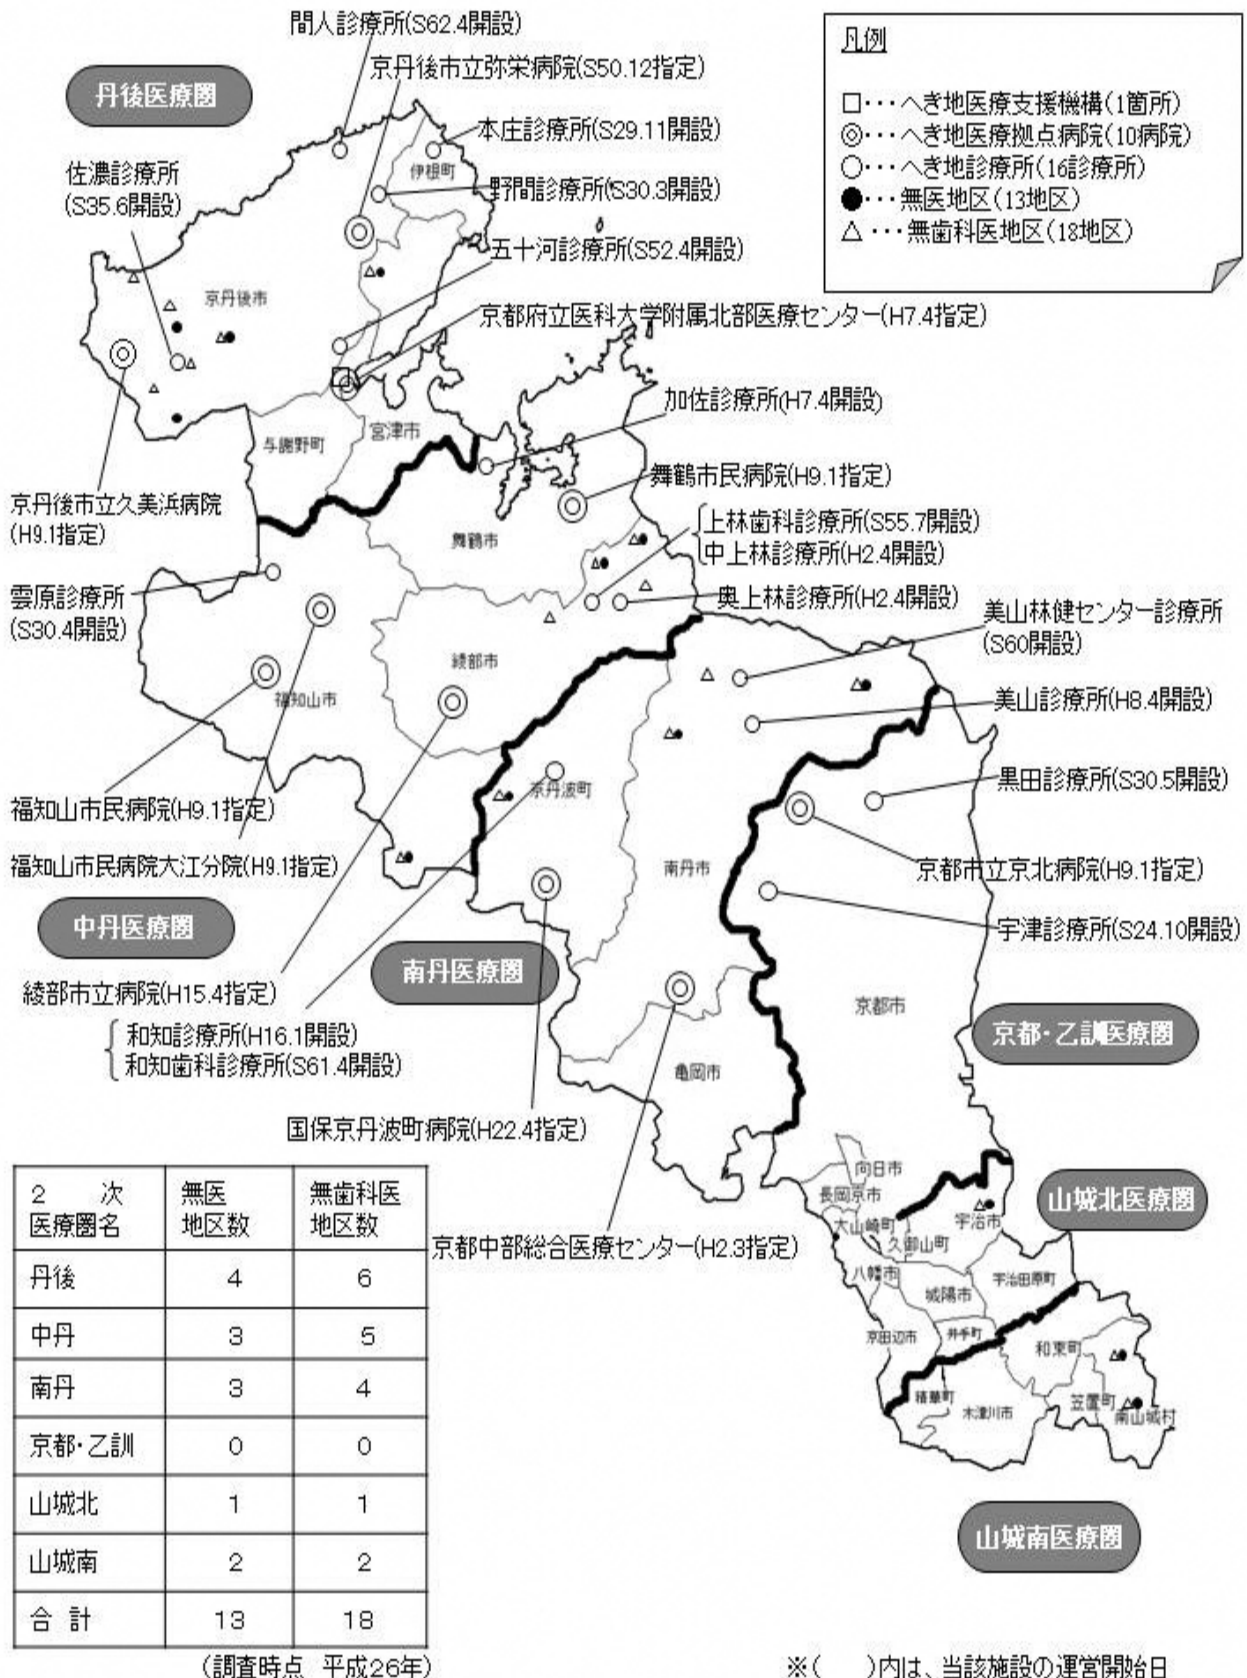 間人診療所(S62.4開設)
京丹後市立弥栄病院(S50.12指定)
丹後医療圏
本庄診療所(S29.11開設)
伊根町
佐濃診療所
(S35.6開設)
野間診療所(S30.3開設)
五十河診療所(S52.4開設)
京丹後市
京都府立医科大学附属北部医療センター(H7.4指定)
凡例
□・・・へき地医療支援機構(1箇所)
◎・・・へき地医療拠点病院(10病院)
○・・・へき地診療所(16診療所)
●・・・無医地区(13地区)
△・・・無歯科医地区(18地区)
加佐診療所(H7.4開設)
与謝野町
宮津市
舞鶴市民病院(H9.1指定)
京丹後市立久美浜病院
(H9.1指定)
上林歯科診療所(S55.7開設)
中上林診療所(H2.4開設)
舞鶴市
雲原診療所
(S30.4開設)
奥上林診療所(H2.4開設)
美山林健センター診療所
(S60開設)
綾部市
福知山市
美山診療所(H8.4開設)
黒田診療所(S30.5開設)
京丹波町
福知山市民病院(H9.1指定)
福知山市民病院大江分院(H9.1指定)
南丹市
京都市立京北病院(H9.1指定)
中丹医療圏
宇津診療所(S24.10開設)
南丹医療圏
綾部市立病院(H15.4指定)
京都市
和知診療所(H16.1開設)
和知歯科診療所(S61.4開設)
京都・乙訓医療圏
亀岡市
国保京丹波町病院(H22.4指定)
向日市
長岡京市
山城北医療圏
大山崎町
宇治市
久御山町
京都中部総合医療センター(H2.3指定)
八幡市
宇治田原町
城陽市
京田辺市
井手町
和束町
精華町
木津川市
笠置町
南山城村
山城南医療圏
2 次
医療圏名 無医
地区数 無歯科医
地区数
丹後 4 6
中丹 3 5
南丹 3 4
京都・乙訓 0 0
山城北 1 1
山城南 2 2
合 計 13 18
(調査時点 平成26年)
※( )内は、当該施設の運営開始日